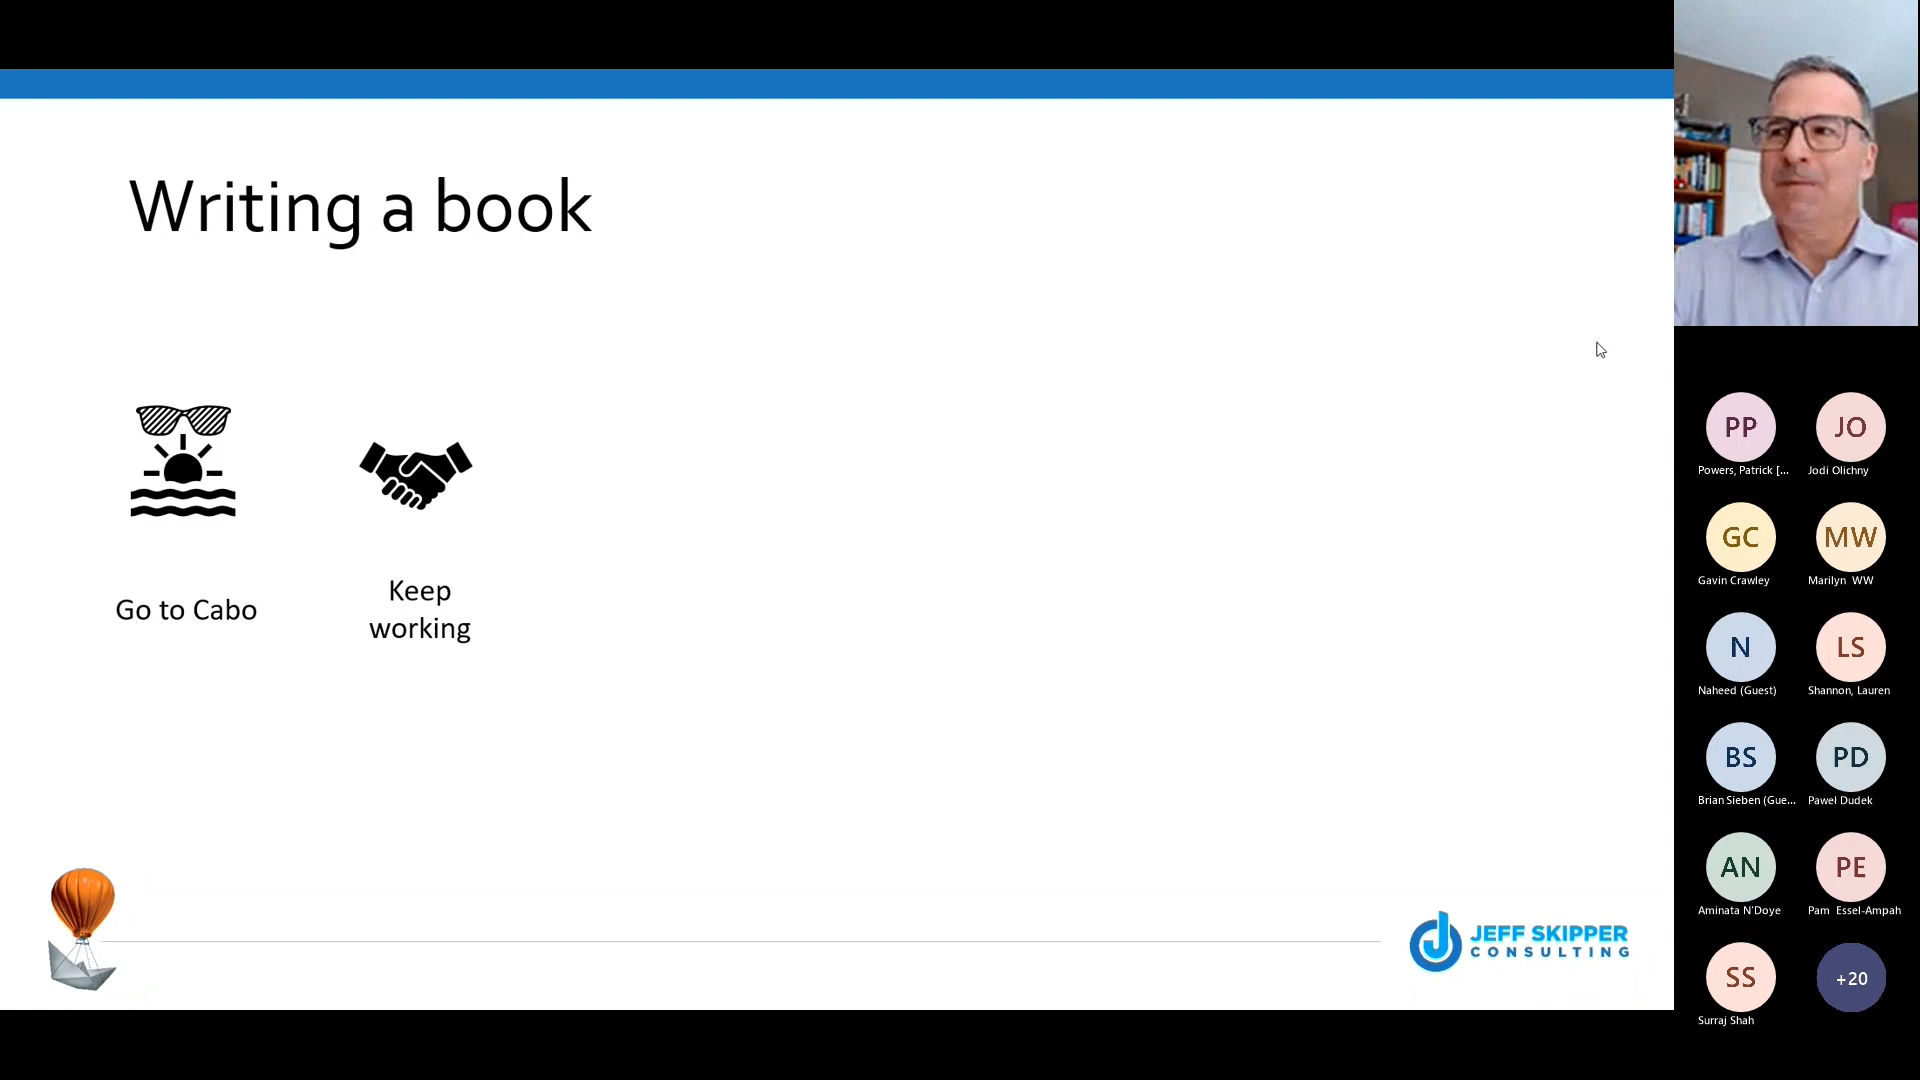 Writing a book
Go to Cabo
Keep
working
JEFF SKIPPER
CONSULTING
PP
Powers, Patrick [...
JO
Jodi Olichny
GC
Gavin Crawley
MW
Marilyn WW
N
Naheed (Guest)
LS
Shannon, Lauren
BS
Brian Sieben (Gue...
PD
Paweł Dudek
AN
Aminata N'Doye
PE
Pam Essel-Ampah
SS
Surraj Shah
+20